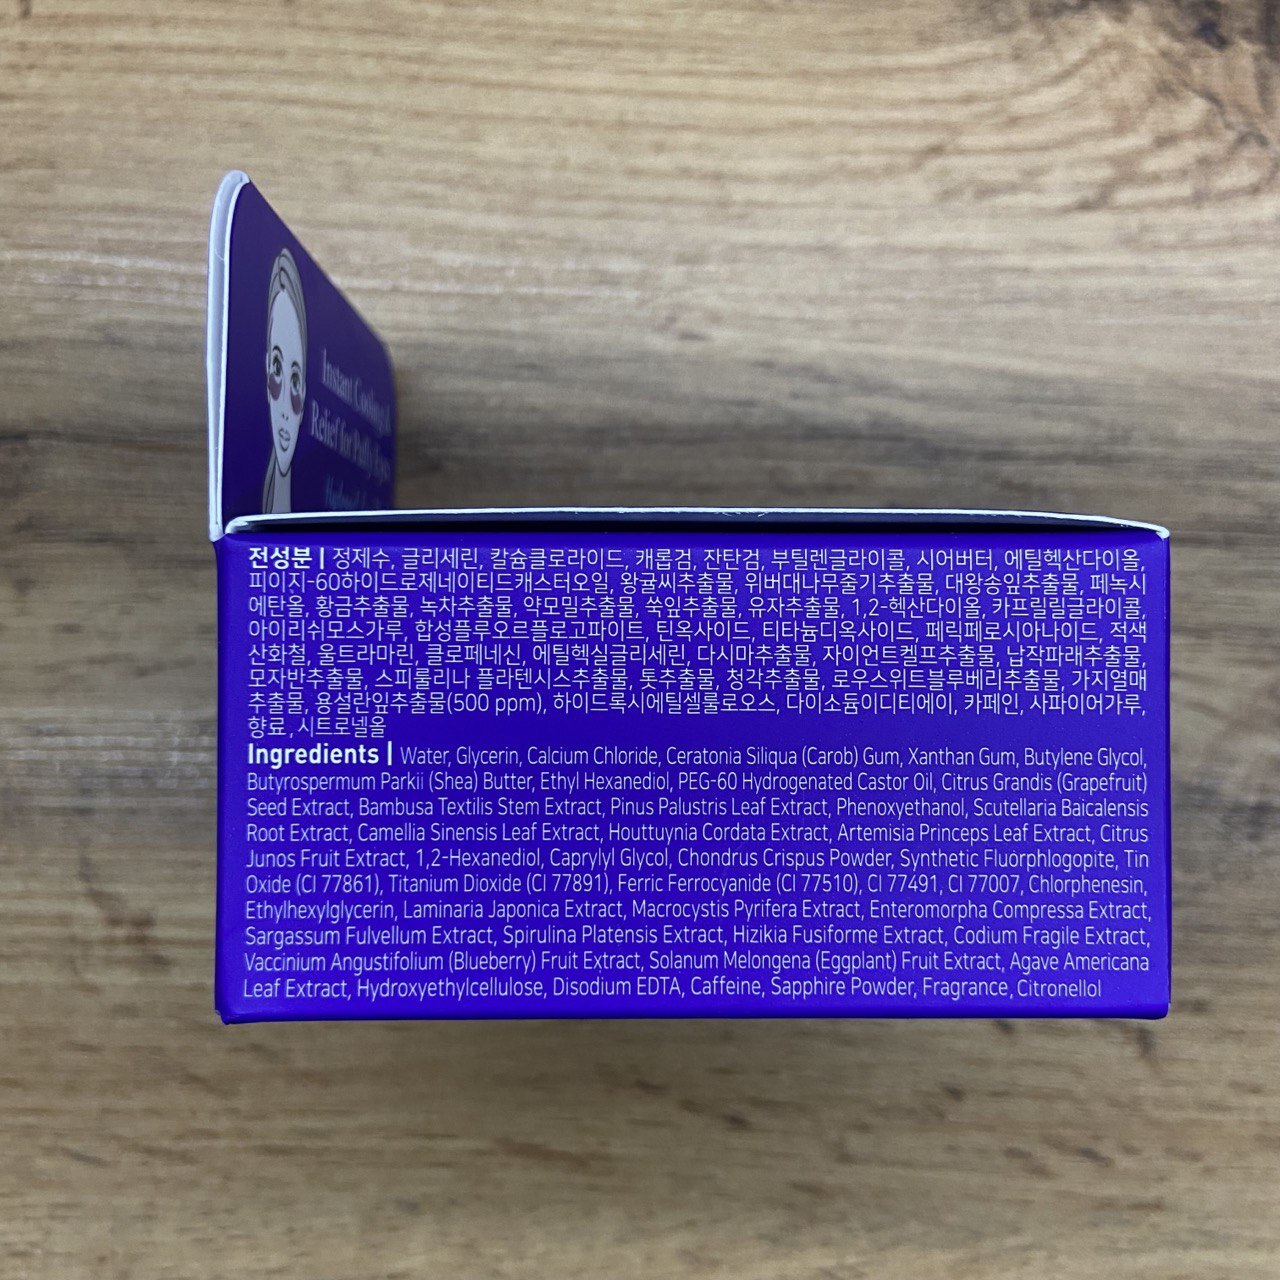 Instant Cooling &
Relief for Puffy Eyes
전성분 | 정제수, 글리세린, 칼슘클로라이드, 캐롭검, 잔탄검, 부틸렌글라이콜, 시어버터, 에틸헥산다이올,
피이지-60하이드로제네이티드캐스터오일, 왕귤씨추출물, 위버대나무줄기추출물, 대왕송잎추출물, 페녹시
에탄올, 황금추출물, 녹차추출물, 약모밀추출물, 쑥잎추출물, 유자추출물, 1,2-헥산다이올, 카프릴릴글라이콜,
아이리쉬모스가루, 합성플루오르플로고파이트, 틴옥사이드, 티타늄디옥사이드, 페릭페로시아나이드, 적색
산화철, 울트라마린, 클로페네신, 에틸헥실글리세린, 다시마추출물, 자이언트켈프추출물, 납작파래추출물,
모자반추출물, 스피룰리나 플라텐시스추출물, 톳추출물, 청각추출물, 로우스위트블루베리추출물, 가지열매
추출물, 용설란잎추출물(500 ppm), 하이드록시에틸셀룰로오스, 다이소듐이디티에이, 카페인, 사파이어가루,
향료, 시트로넬올
Ingredients | Water, Glycerin, Calcium Chloride, Ceratonia Siliqua (Carob) Gum, Xanthan Gum, Butylene Glycol,
Butyrospermum Parkii (Shea) Butter, Ethyl Hexanediol, PEG-60 Hydrogenated Castor Oil, Citrus Grandis (Grapefruit)
Seed Extract, Bambusa Textilis Stem Extract, Pinus Palustris Leaf Extract, Phenoxyethanol, Scutellaria Baicalensis
Root Extract, Camellia Sinensis Leaf Extract, Houttuynia Cordata Extract, Artemisia Princeps Leaf Extract, Citrus
Junos Fruit Extract, 1,2-Hexanediol, Caprylyl Glycol, Chondrus Crispus Powder, Synthetic Fluorphlogopite, Tin
Oxide (CI 77861), Titanium Dioxide (CI 77891), Ferric Ferrocyanide (CI 77510), CI 77491, CI 77007, Chlorphenesin,
Ethylhexylglycerin, Laminaria Japonica Extract, Macrocystis Pyrifera Extract, Enteromorpha Compressa Extract,
Sargassum Fulvellum Extract, Spirulina Platensis Extract, Hizikia Fusiforme Extract, Codium Fragile Extract,
Vaccinium Angustifolium (Blueberry) Fruit Extract, Solanum Melongena (Eggplant) Fruit Extract, Agave Americana
Leaf Extract, Hydroxyethylcellulose, Disodium EDTA, Caffeine, Sapphire Powder, Fragrance, Citronellol